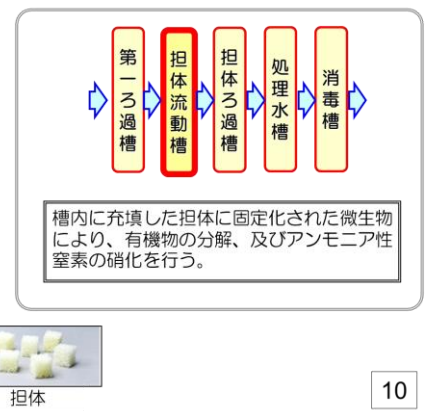 第一ろ過槽
担体流動槽
担体ろ過槽
処理水槽
消毒槽
槽内に充填した担体に固定化された微生物
により、有機物の分解、及びアンモニア性
窒素の硝化を行う。
担体
10